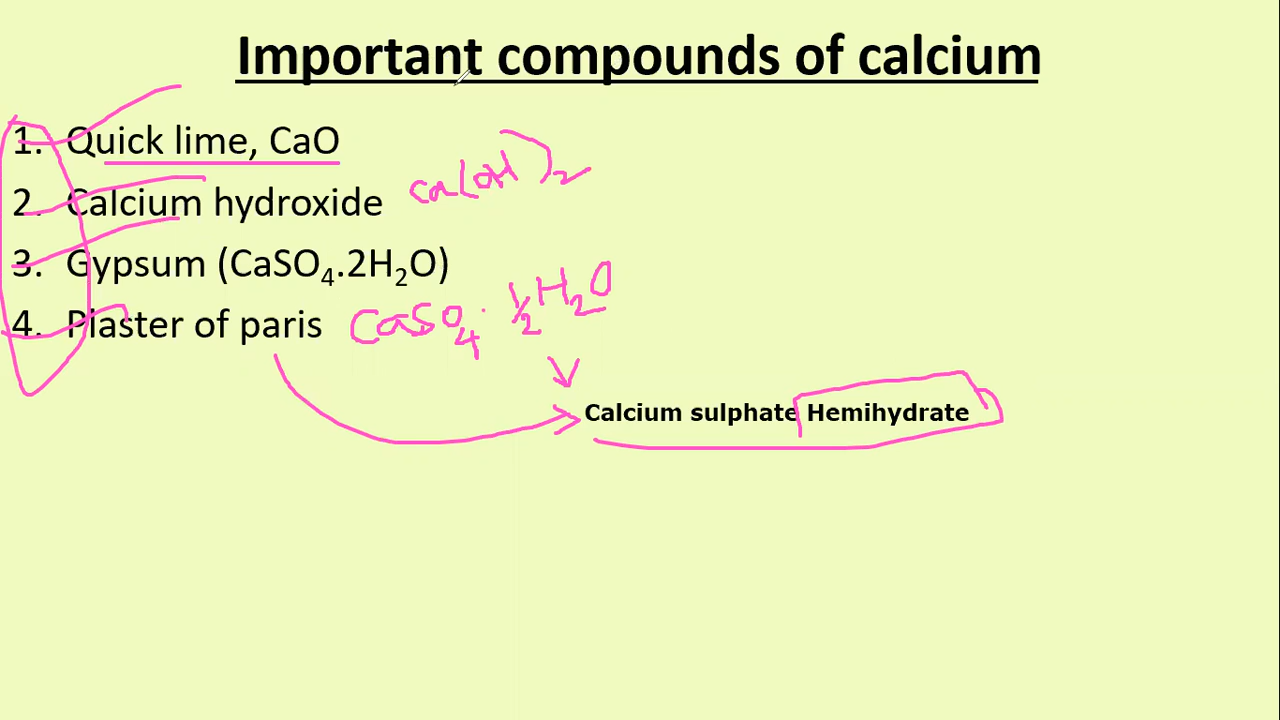 Important compounds of calcium
1. Quick lime, CaO
2. Calcium hydroxide Ca(OH)₂
3. Gypsum (CaSO₄.2H₂O)
4. Plaster of paris CaSO₄·½H₂O
Calcium sulphate Hemihydrate